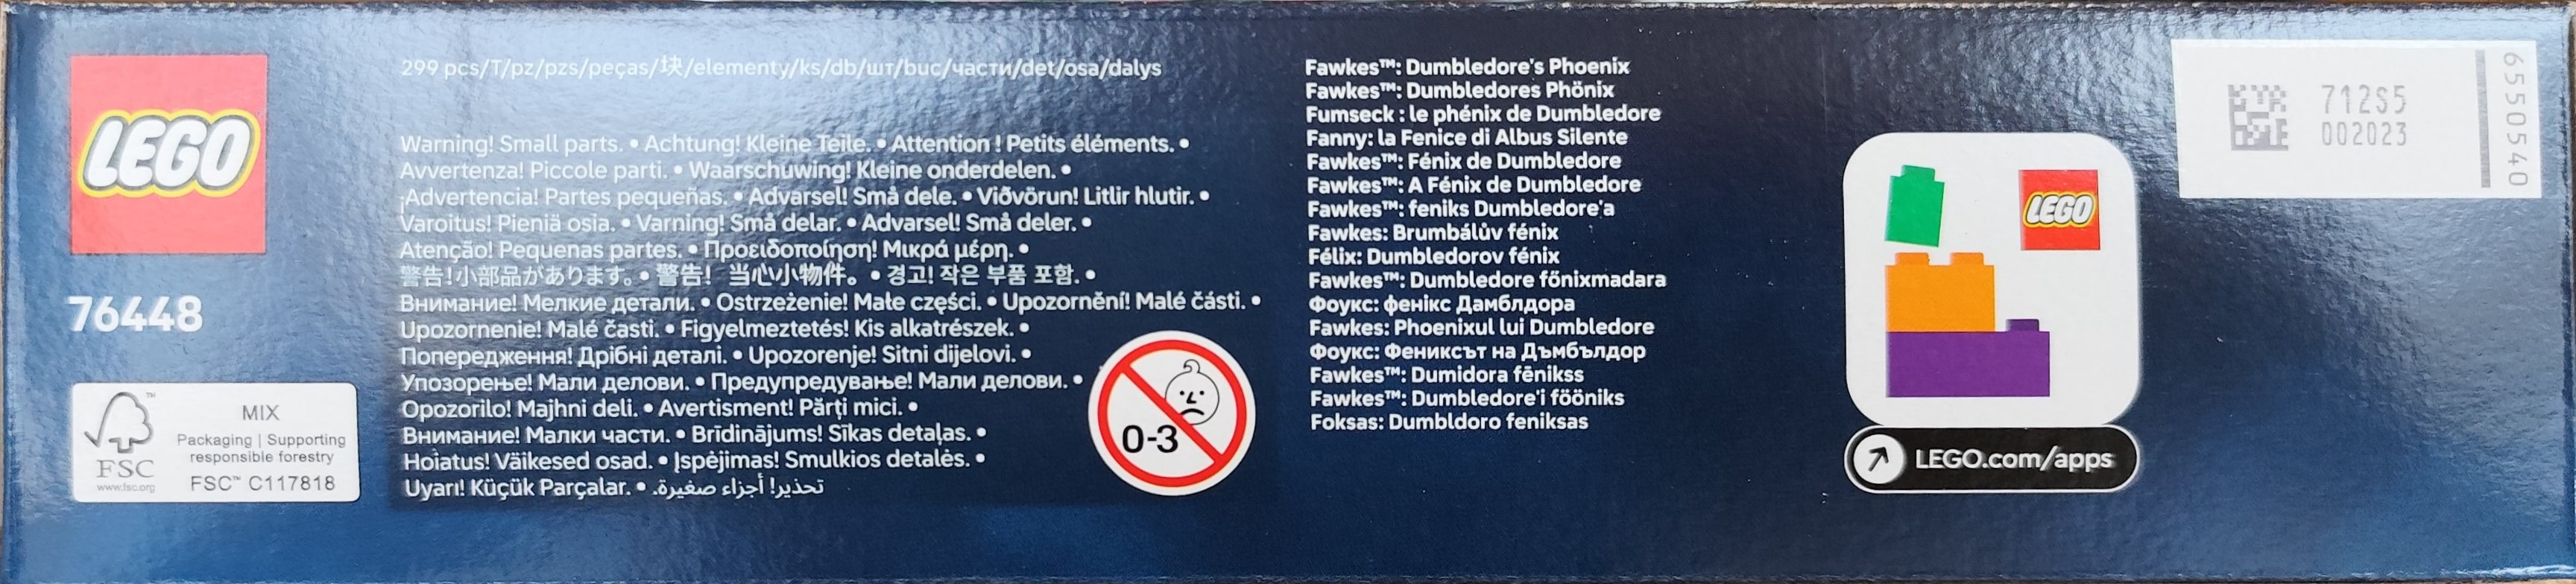 LEGO
76448
FSC
www.fsc.org
™
MIX
Packaging | Supporting
responsible forestry
FSC™ C117818
299 pcs/T/pz/pzs/peças/块/elementy/ks/db/шт/buc/части/det/osa/dalys
Warning! Small parts. • Achtung! Kleine Teile. • Attention ! Petits éléments. •
Avvertenza! Piccole parti. • Waarschuwing! Kleine onderdelen. •
¡Advertencia! Partes pequeñas. • Advarsel! Små dele. • Viðvörun! Litlir hlutir. •
Varoitus! Pieniä osia. • Varning! Små delar. • Advarsel! Små deler. •
Atenção! Pequenas partes. • Προειδοποίηση! Μικρά μέρη. •
警告!小部品があります。 • 警告! 当心小物件。 • 경고! 작은 부품 포함. •
Внимание! Мелкие детали. • Ostrzeżenie! Małe części. • Upozornění! Malé části. •
Upozornenie! Malé časti. • Figyelmeztetés! Kis alkatrészek. •
Попередження! Дрібні деталі. • Upozorenje! Sitni dijelovi. •
Упозорење! Мали делови. • Предупредување! Мали делови. •
Opozorilo! Majhni deli. • Avertisment! Părți mici. •
Внимание! Малки части. • Brīdinājums! Sīkas detaļas. •
Hoiatus! Väikesed osad. • Įspėjimas! Smulkios detalės. •
Uyarı! Küçük Parçalar. • تحذير! أجزاء صغيرة.
0-3
Fawkes™: Dumbledore's Phoenix
Fawkes™: Dumbledores Phönix
Fumseck : le phénix de Dumbledore
Fanny: la Fenice di Albus Silente
Fawkes™: Fénix de Dumbledore
Fawkes™: A Fénix de Dumbledore
Fawkes™: feniks Dumbledore'a
Fawkes: Brumbálův fénix
Félix: Dumbledorov fénix
Fawkes™: Dumbledore főnixmadara
Фоукс: фенікс Дамблдора
Fawkes: Phoenixul lui Dumbledore
Фоукс: Фениксът на Дъмбълдор
Fawkes™: Dumidora fēnikss
Fawkes™: Dumbledore'i fööniks
Foksas: Dumbldoro feniksas
LEGO
LEGO.com/apps
712S5
002023
6550540